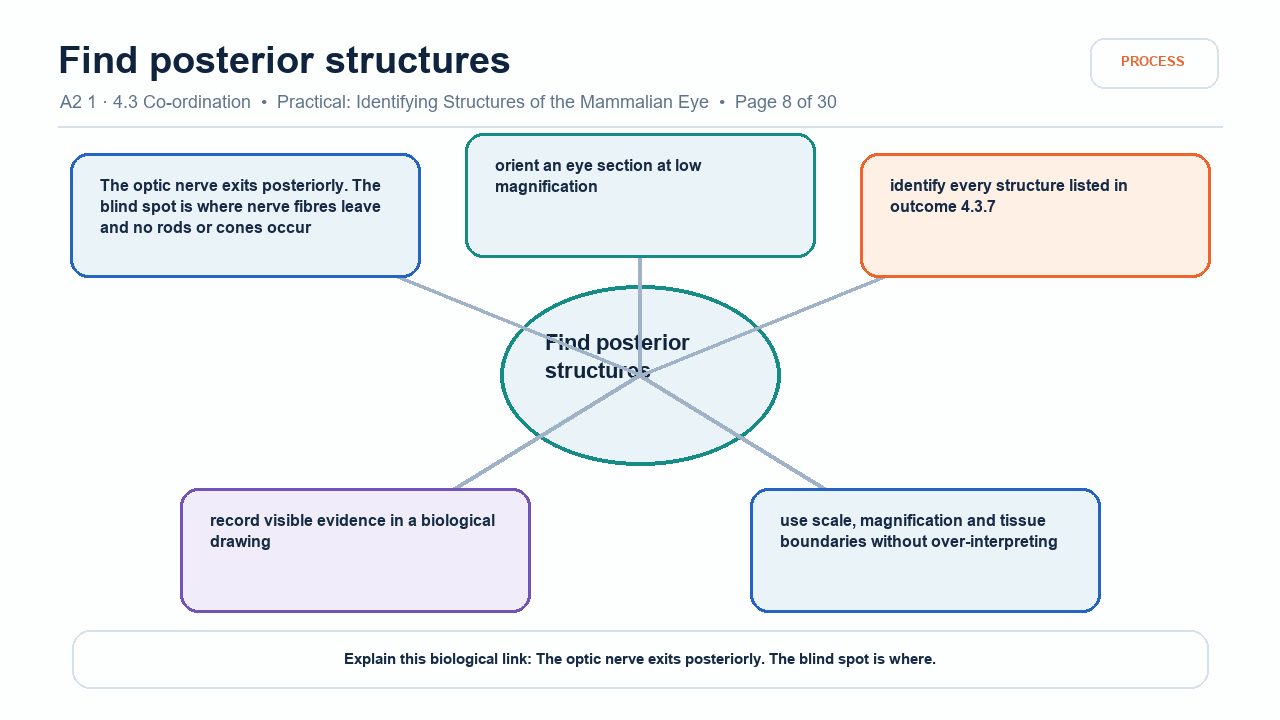 Find posterior structures
PROCESS
A2 1 · 4.3 Co-ordination • Practical: Identifying Structures of the Mammalian Eye • Page 8 of 30
The optic nerve exits posteriorly. The
blind spot is where nerve fibres leave
and no rods or cones occur
orient an eye section at low
magnification
identify every structure listed in
outcome 4.3.7
Find posterior
structures
record visible evidence in a biological
drawing
use scale, magnification and tissue
boundaries without over-interpreting
Explain this biological link: The optic nerve exits posteriorly. The blind spot is where.